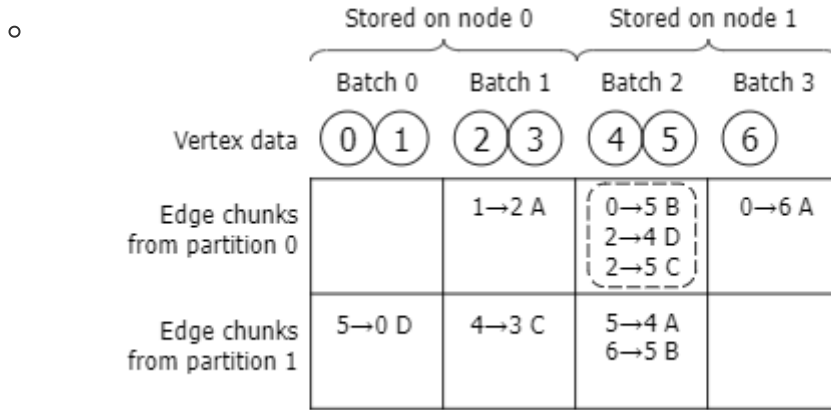 Stored on node 0 Stored on node 1
Batch 0 Batch 1 Batch 2 Batch 3
Vertex data 0 1 2 3 4 5 6
Edge chunks
from partition 0
1→2 A
0→5 B
2→4 D
2→5 C
0→6 A
Edge chunks
from partition 1
5→0 D
4→3 C
5→4 A
6→5 B